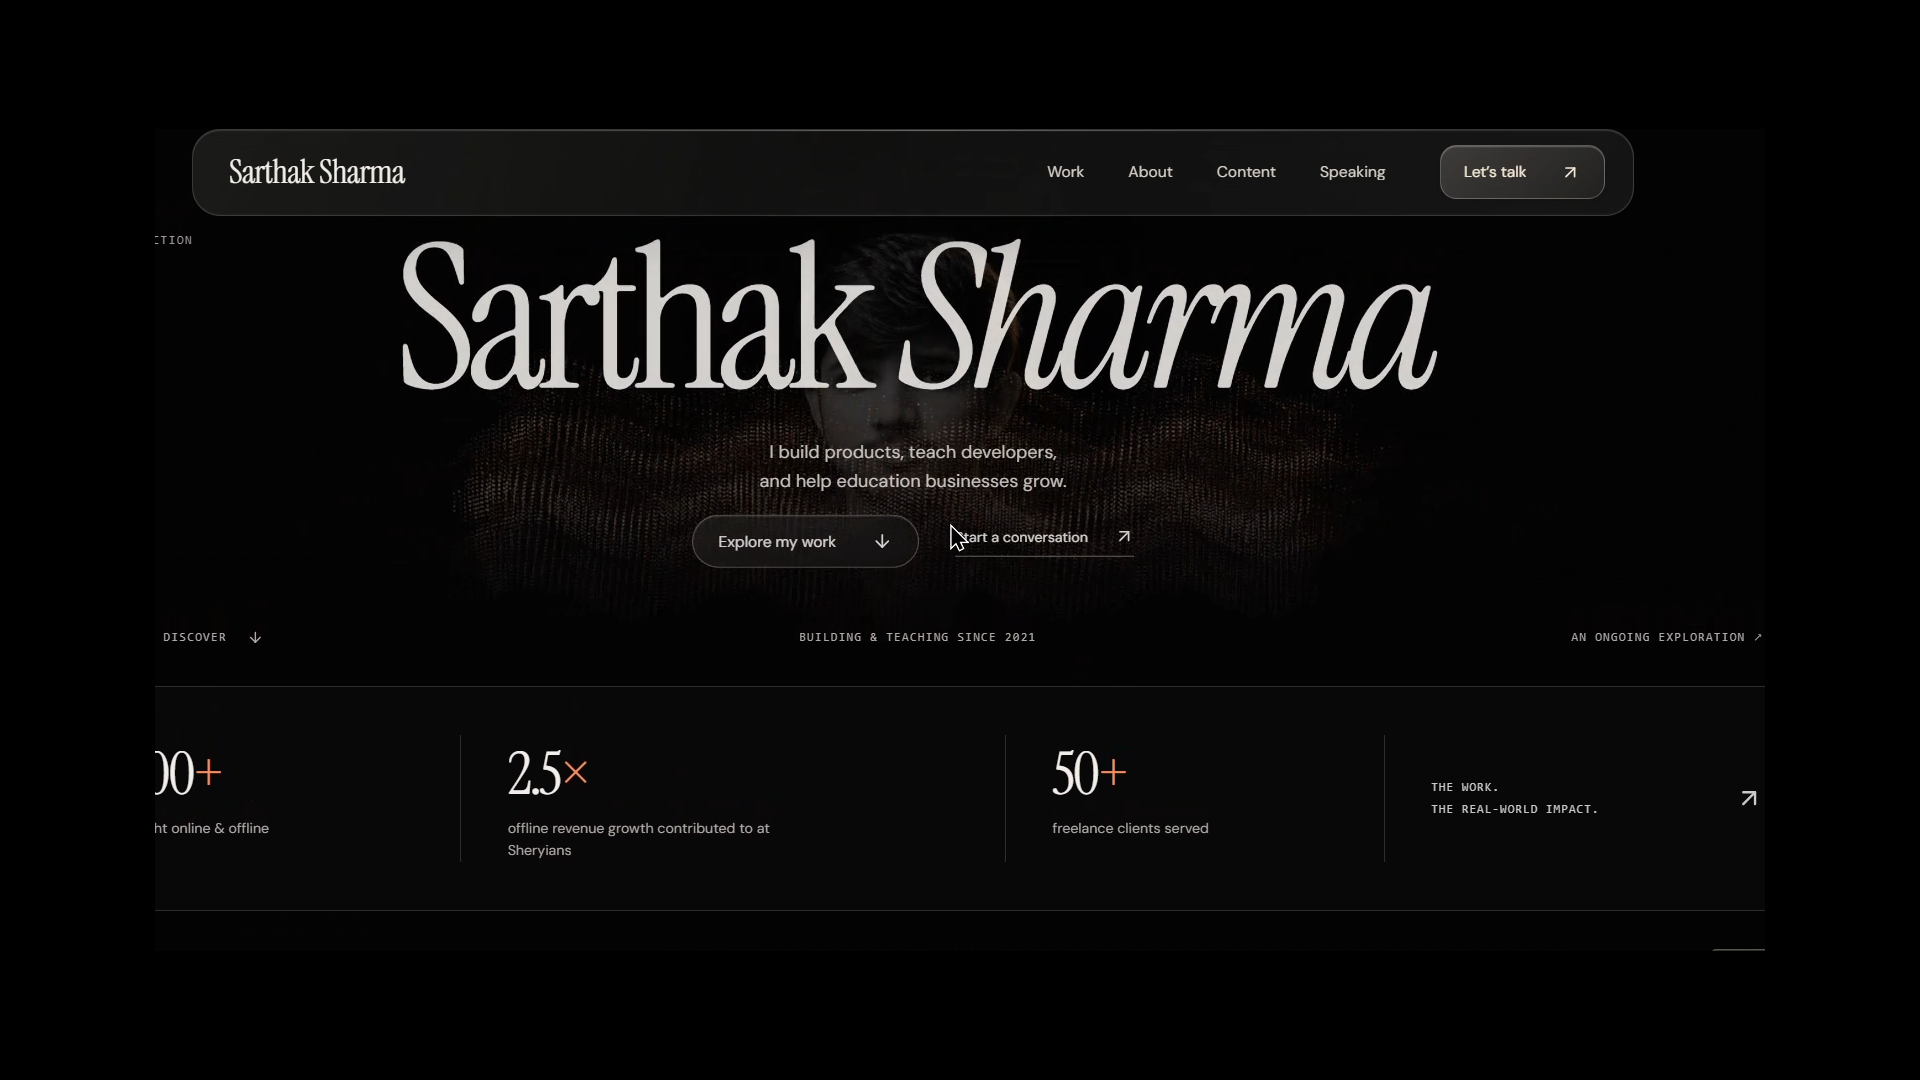 Sarthak Sharma
Work
About
Content
Speaking
Let's talk
CTION
Sarthak Sharma
I build products, teach developers,
and help education businesses grow.
Explore my work
Start a conversation
DISCOVER
BUILDING & TEACHING SINCE 2021
AN ONGOING EXPLORATION ↗
00+
ht online & offline
2.5×
offline revenue growth contributed to at
Sheryians
50+
freelance clients served
THE WORK.
THE REAL-WORLD IMPACT.